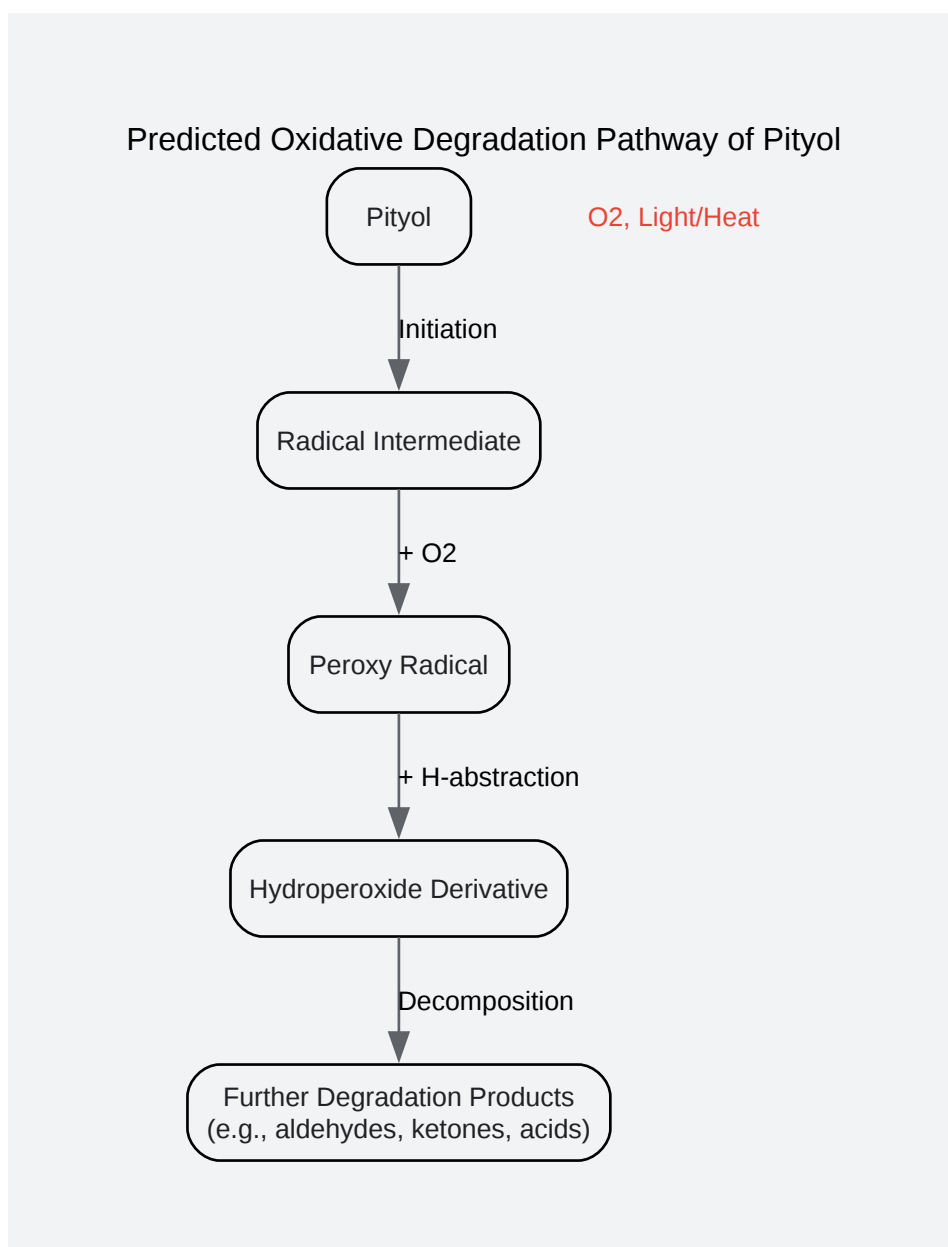 Predicted Oxidative Degradation Pathway of Pityol
Pityol
O2, Light/Heat
Initiation
Radical Intermediate
+ O2
Peroxy Radical
+ H-abstraction
Hydroperoxide Derivative
Decomposition
Further Degradation Products
(e.g., aldehydes, ketones, acids)